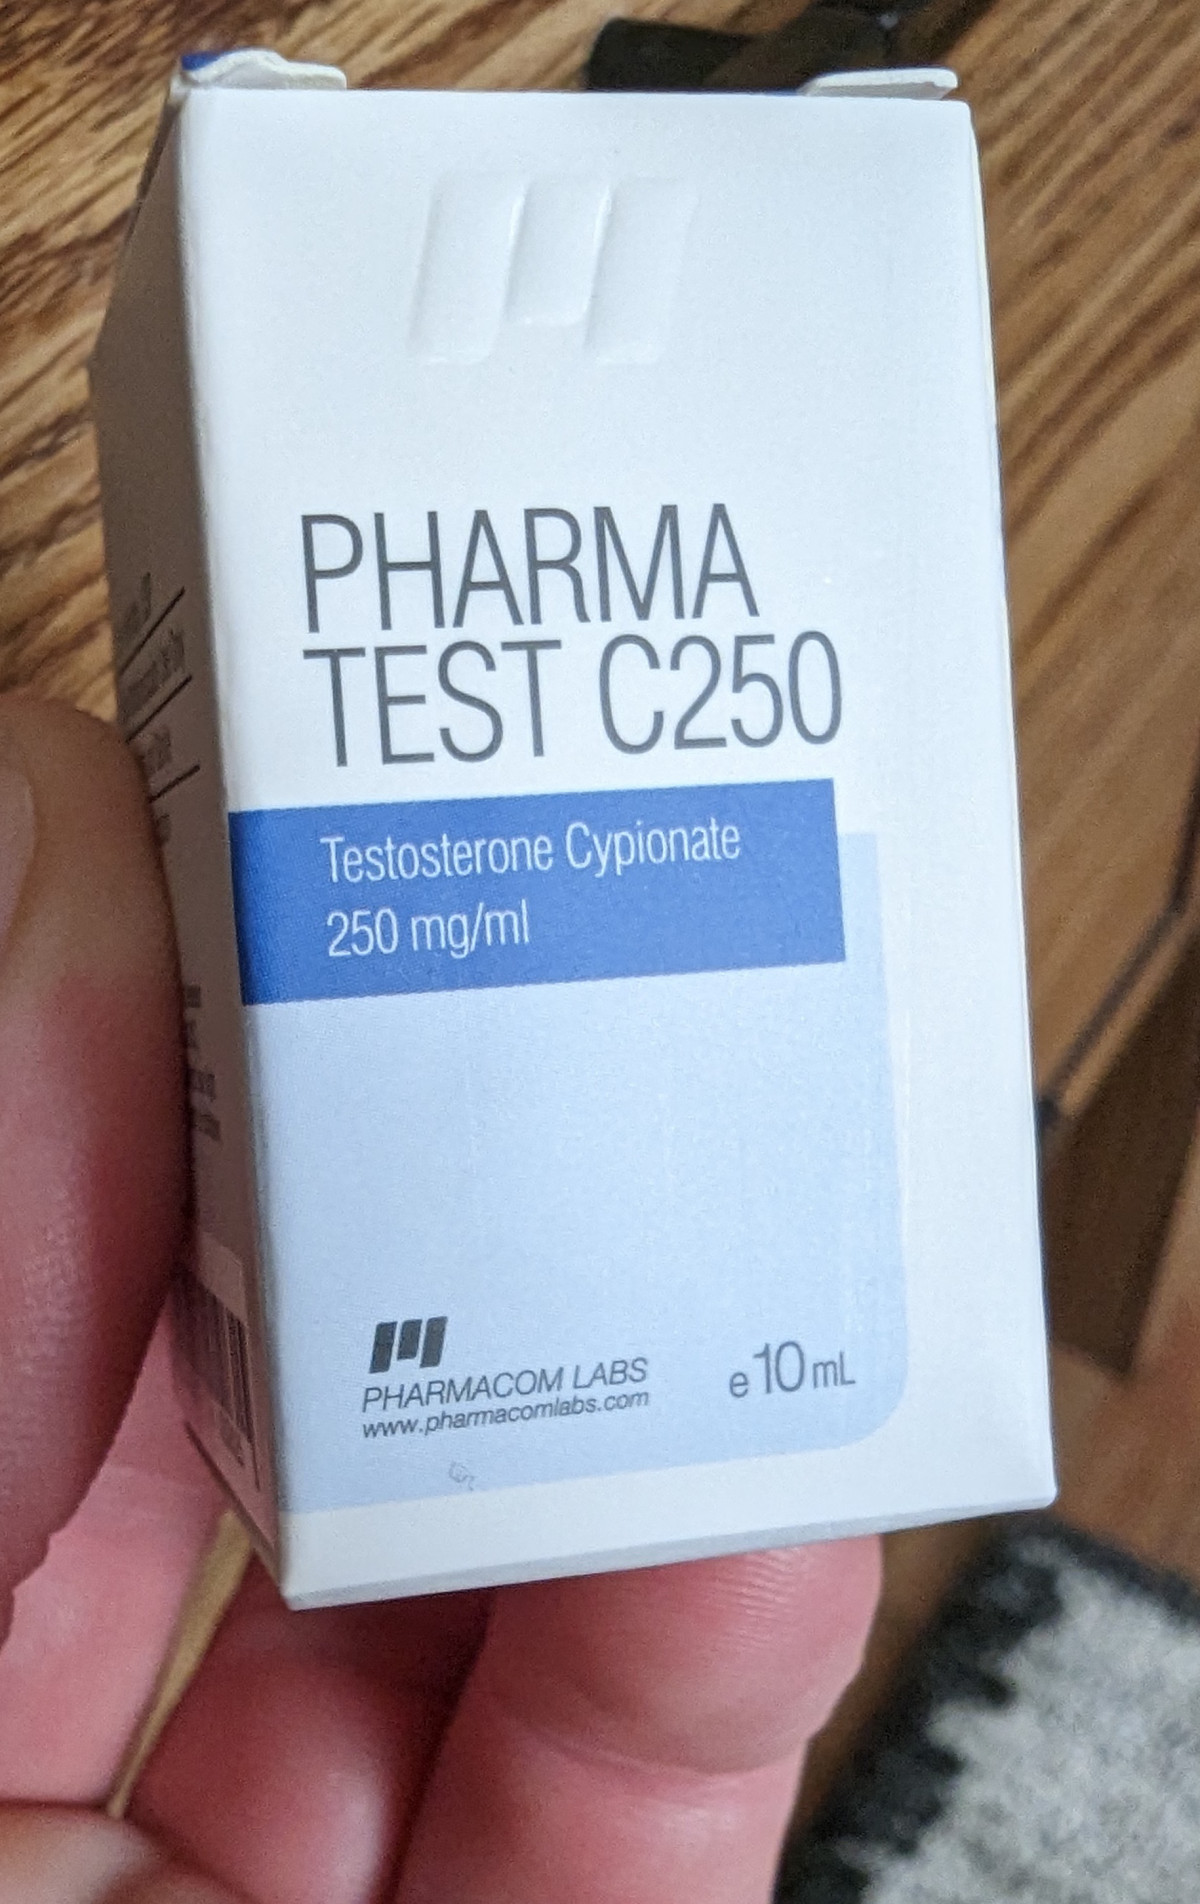 PHARMA
TEST C250
Testosterone Cypionate
250 mg/ml
PHARMACOM LABS
www.pharmacomlabs.com
e 10 mL